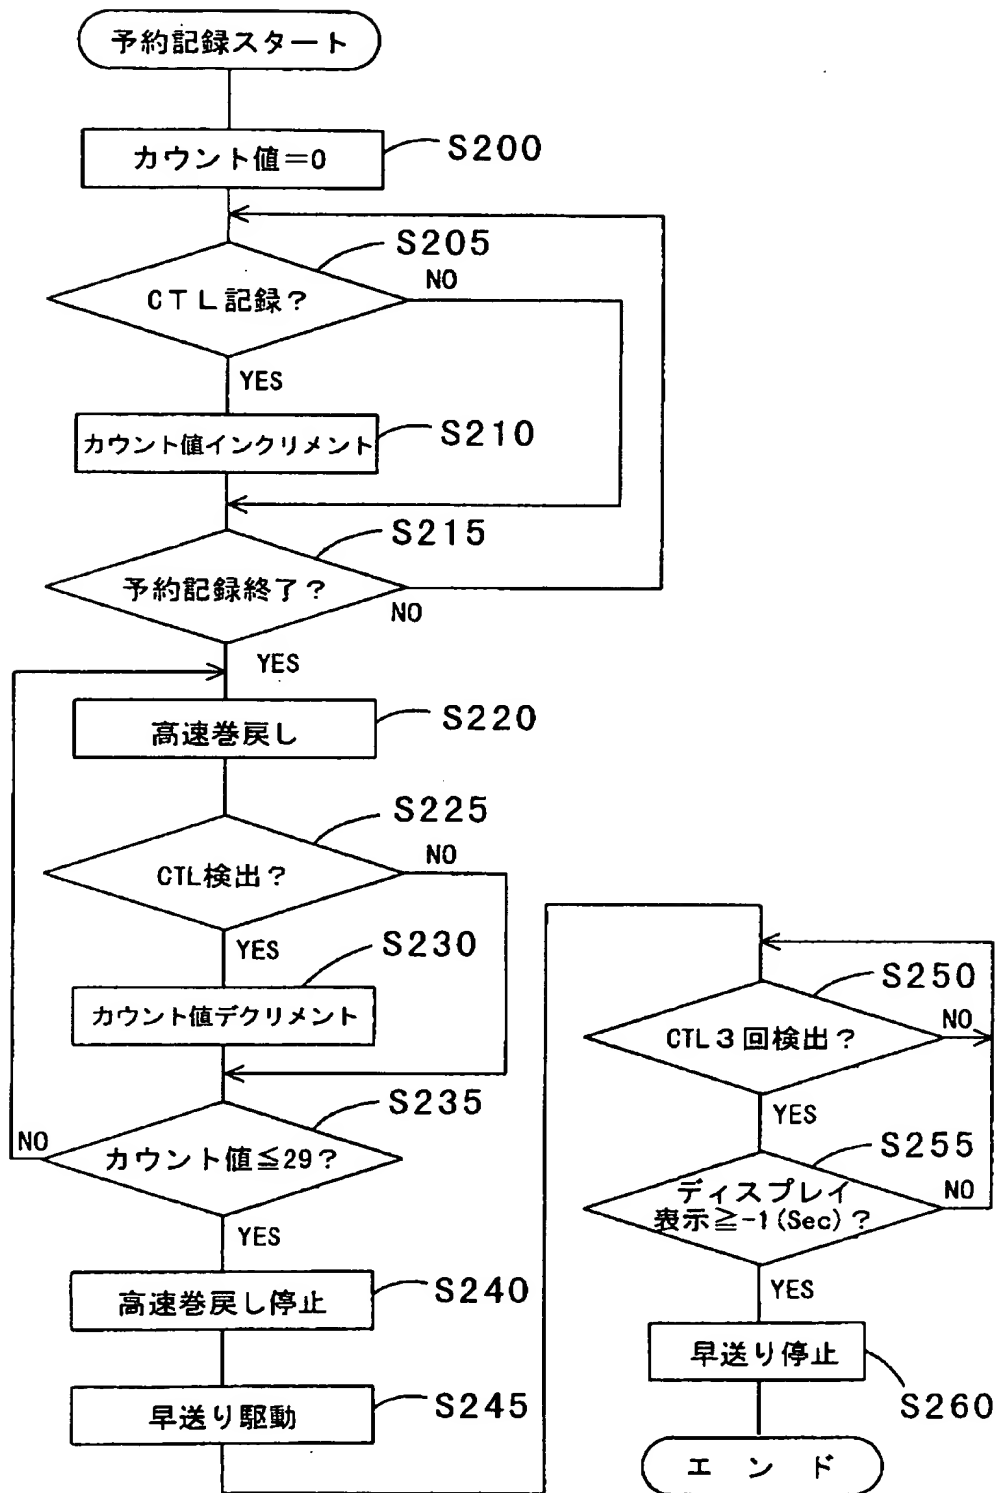 予約記録スタート
カウント値＝0
S200
S205
CTL記録？
NO
YES
カウント値インクリメント
S210
S215
予約記録終了？
NO
YES
高速巻戻し
S220
S225
CTL検出？
NO
YES
S230
カウント値デクリメント
S235
カウント値≦29？
NO
YES
高速巻戻し停止
S240
早送り駆動
S245
S250
CTL3回検出？
NO
YES
S255
ディスプレイ
表示≧-1(Sec)？
NO
YES
早送り停止
S260
エンド